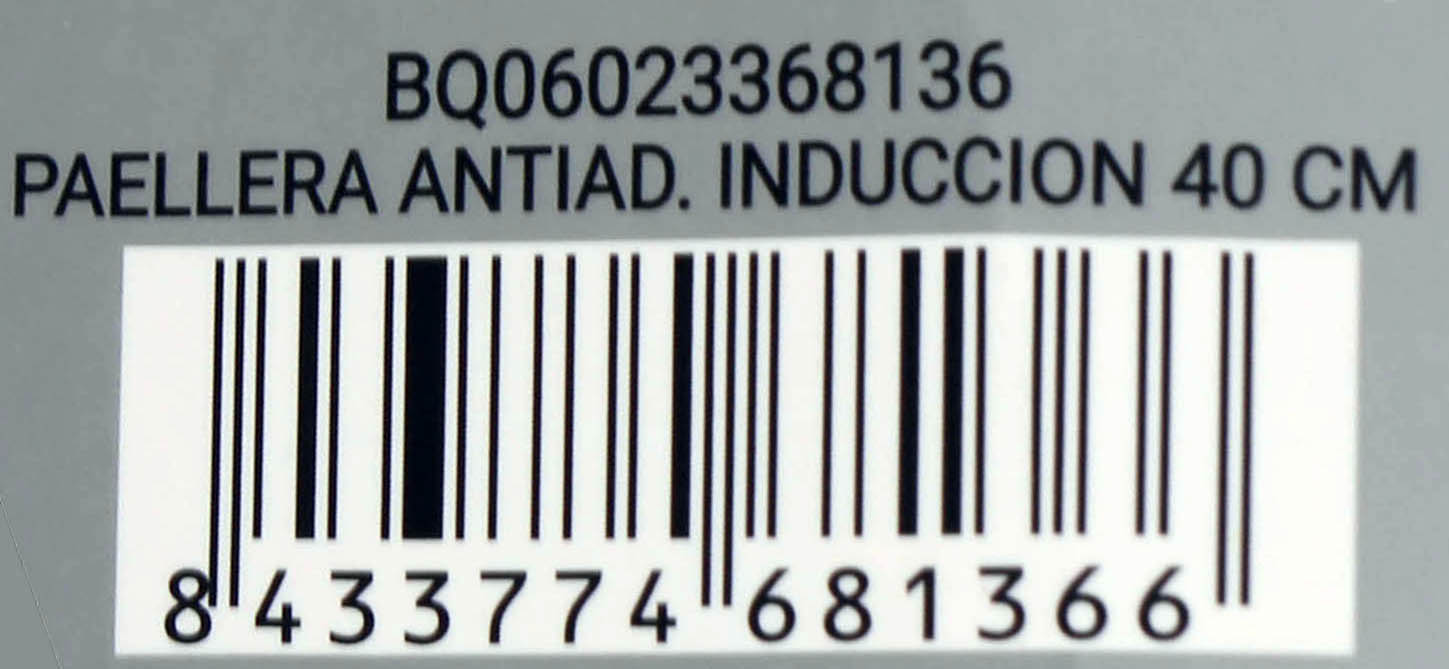 BQ06023368136
PAELLERA ANTIAD. INDUCCION 40 CM
8 433774 681366